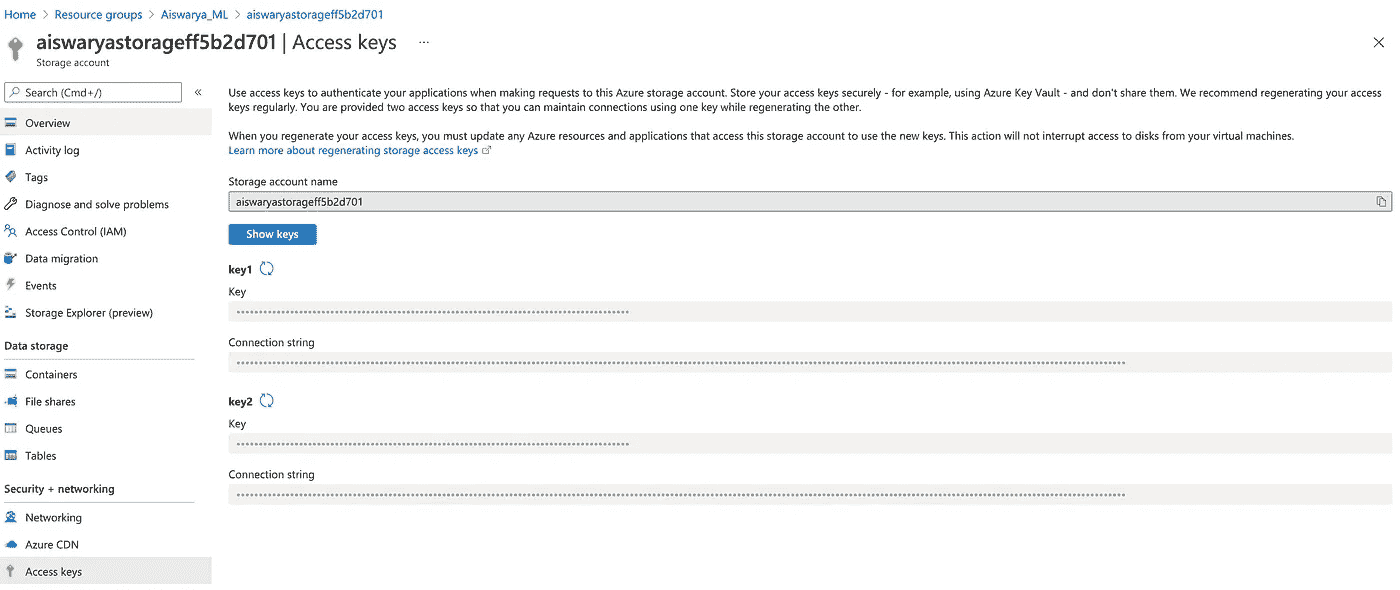 Home > Resource groups > Aiswarya_ML > aiswaryastorageff5b2d701
aiswaryastorageff5b2d701 | Access keys ...
Storage account
Search (Cmd+/)
«
Overview
Activity log
Tags
Diagnose and solve problems
Access Control (IAM)
Data migration
Events
Storage Explorer (preview)
Data storage
Containers
File shares
Queues
Tables
Security + networking
Networking
Azure CDN
Access keys
Use access keys to authenticate your applications when making requests to this Azure storage account. Store your access keys securely - for example, using Azure Key Vault - and don't share them. We recommend regenerating your access
keys regularly. You are provided two access keys so that you can maintain connections using one key while regenerating the other.
When you regenerate your access keys, you must update any Azure resources and applications that access this storage account to use the new keys. This action will not interrupt access to disks from your virtual machines.
Learn more about regenerating storage access keys
Storage account name
aiswaryastorageff5b2d701
Show keys
key1
Key
Connection string
key2
Key
Connection string